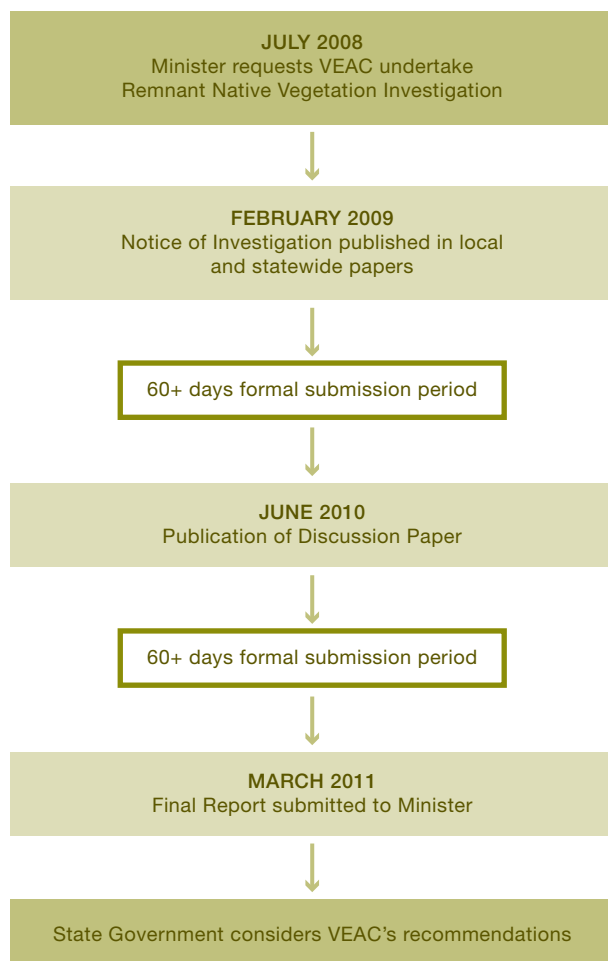 JULY 2008
Minister requests VEAC undertake
Remnant Native Vegetation Investigation
FEBRUARY 2009
Notice of Investigation published in local
and statewide papers
60+ days formal submission period
JUNE 2010
Publication of Discussion Paper
60+ days formal submission period
MARCH 2011
Final Report submitted to Minister
State Government considers VEAC's recommendations